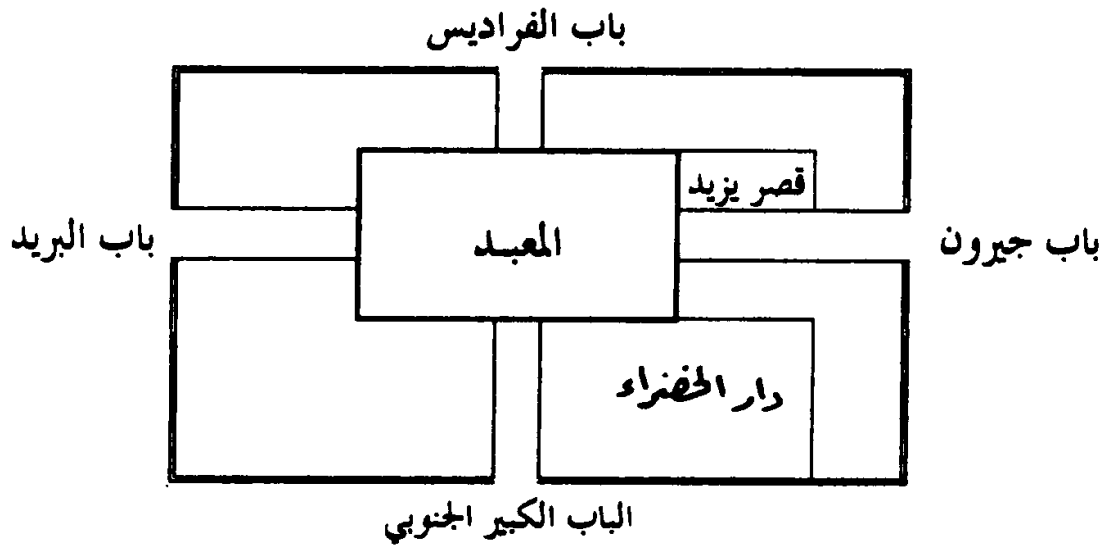 باب الفراديس
قصر يزيد
باب جيرون
المعبد
باب البريد
دار الخضراء
الباب الكبير الجنوبي